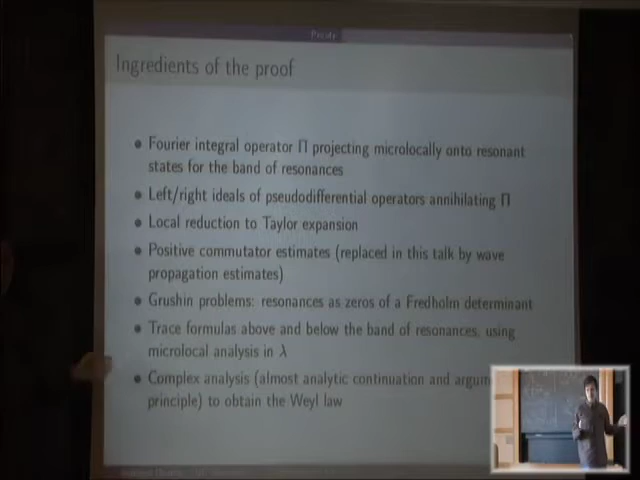 Proofs
Ingredients of the proof
• Fourier integral operator Π projecting microlocally onto resonant
states for the band of resonances
• Left/right ideals of pseudodifferential operators annihilating Π
• Local reduction to Taylor expansion
• Positive commutator estimates (replaced in this talk by wave
propagation estimates)
• Grushin problems: resonances as zeros of a Fredholm determinant
• Trace formulas above and below the band of resonances, using
microlocal analysis in λ
• Complex analysis (almost analytic continuation and argum
principle) to obtain the Weyl law